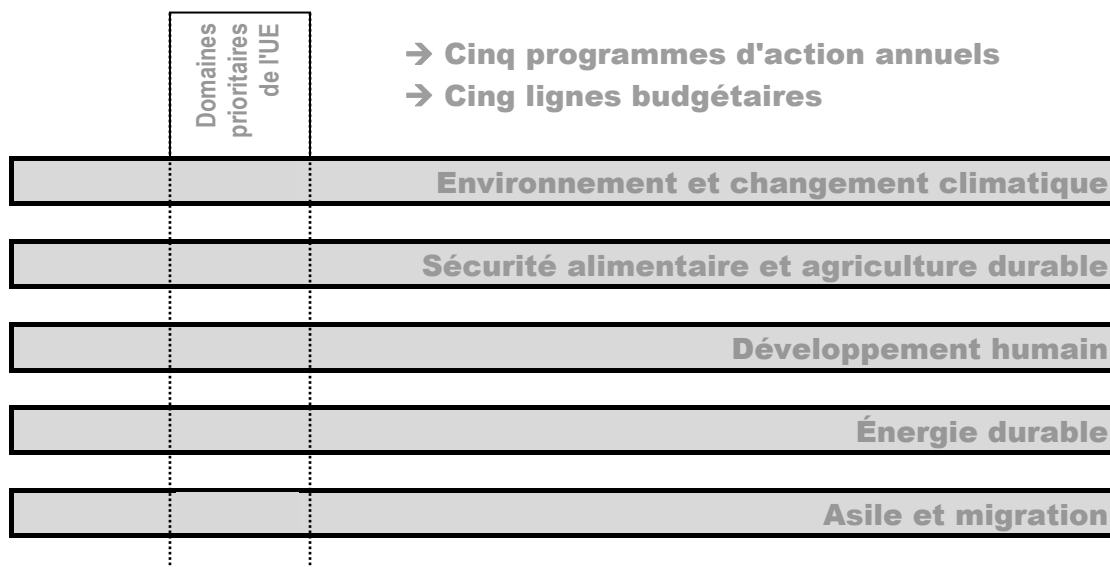 Domaines
prioritaires
de l'UE
→ Cinq programmes d'action annuels
→ Cing lignes budgétaires
Environnement et changement climatique
Sécurité alimentaire et agriculture durable
Développement humain
Énergie durable
Asile et migration